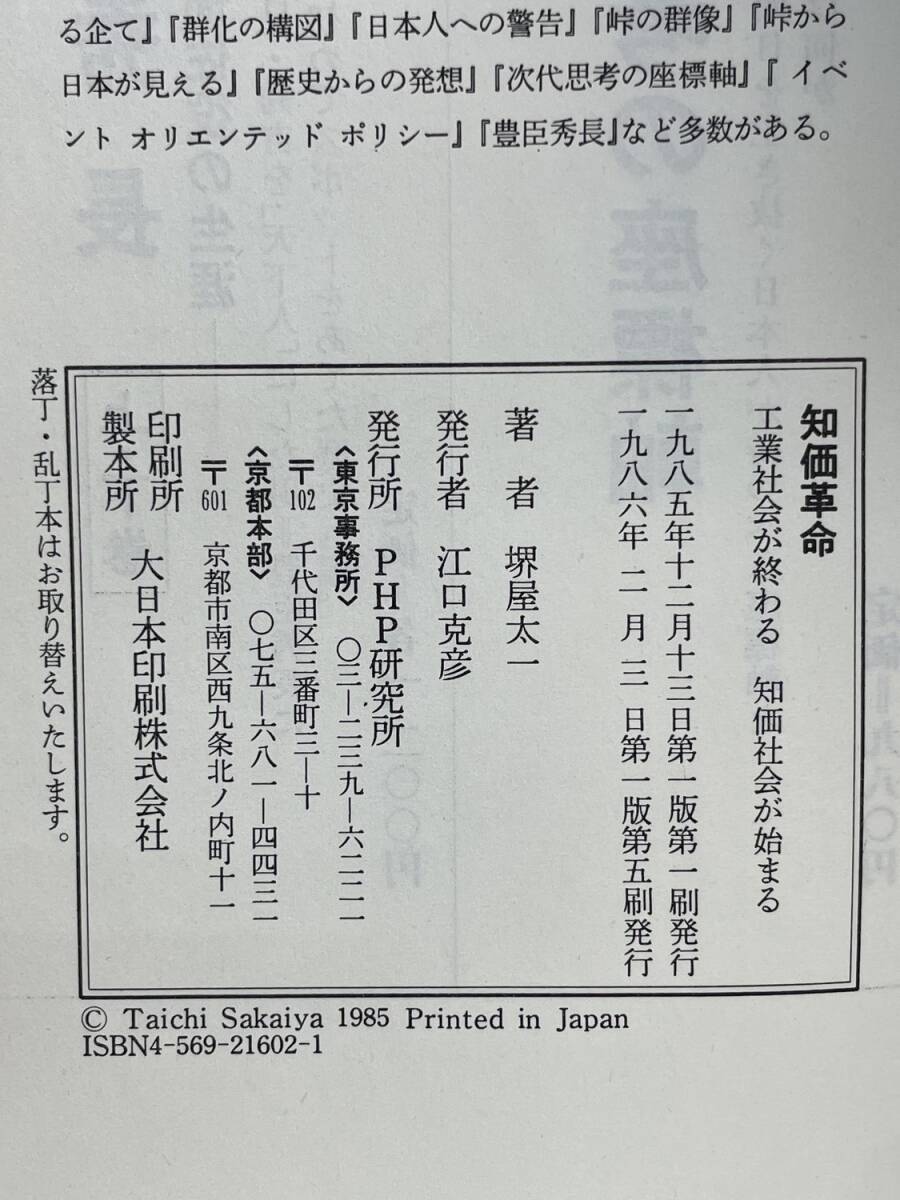 る企て』『群化の構図』『日本人への警告』『峠の群像』『峠から
日本が見える』『歴史からの発想』『次代思考の座標軸』『イベ
ント オリエンテッド ポリシー』『豊臣秀長』など多数がある。
知価革命
工業社会が終わる 知価社会が始まる
一九八五年十二月十三日第一版第一刷発行
一九八六年 二 月 三 日第一版第五刷発行
著 者 堺屋太一
発行者 江口克彦
発行所 PHP研究所
〈東京事務所〉 〇三―二三九―六二二一
〒102 千代田区三番町三―十
〈京都本部〉 〇七五―六八一―四四三一
〒601 京都市南区西九条北ノ内町十一
印刷所
製本所
大日本印刷株式会社
落丁・乱丁本はお取り替えいたします。
© Taichi Sakaiya 1985 Printed in Japan
ISBN4-569-21602-1